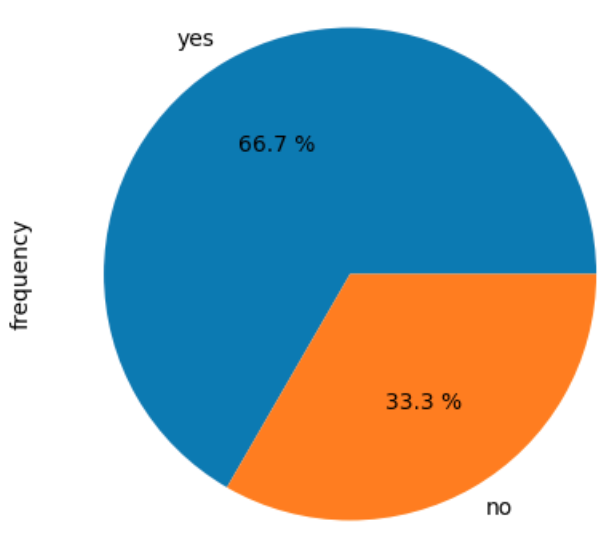 yes
66.7 %
frequency
33.3 %
no